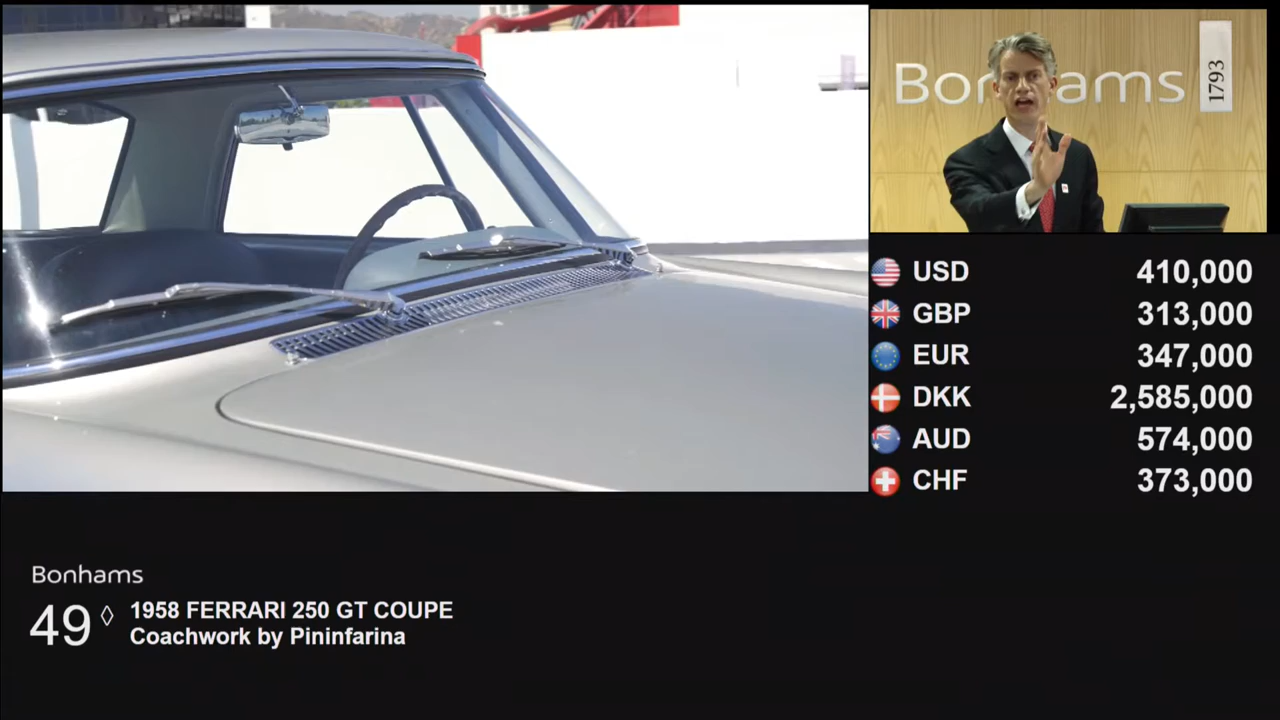 Bonhams
1793
USD 410,000
GBP 313,000
EUR 347,000
DKK 2,585,000
AUD 574,000
CHF 373,000
Bonhams
49 ◊ 1958 FERRARI 250 GT COUPE
Coachwork by Pininfarina